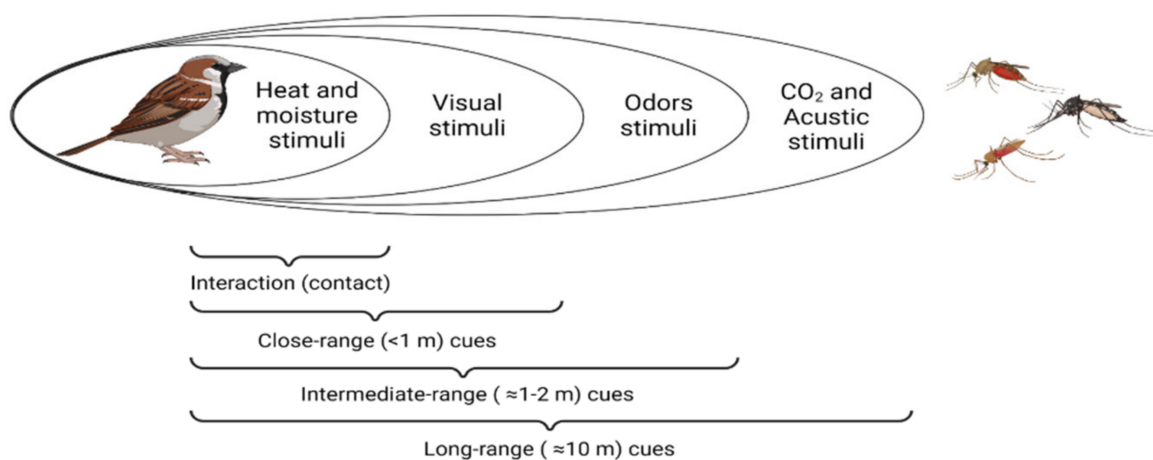 Heat and
moisture
stimuli
Visual
stimuli
Odors
stimuli
CO₂ and
Acustic
stimuli
Interaction (contact)
Close-range (<1 m) cues
Intermediate-range ( ≈1-2 m) cues
Long-range ( ≈10 m) cues